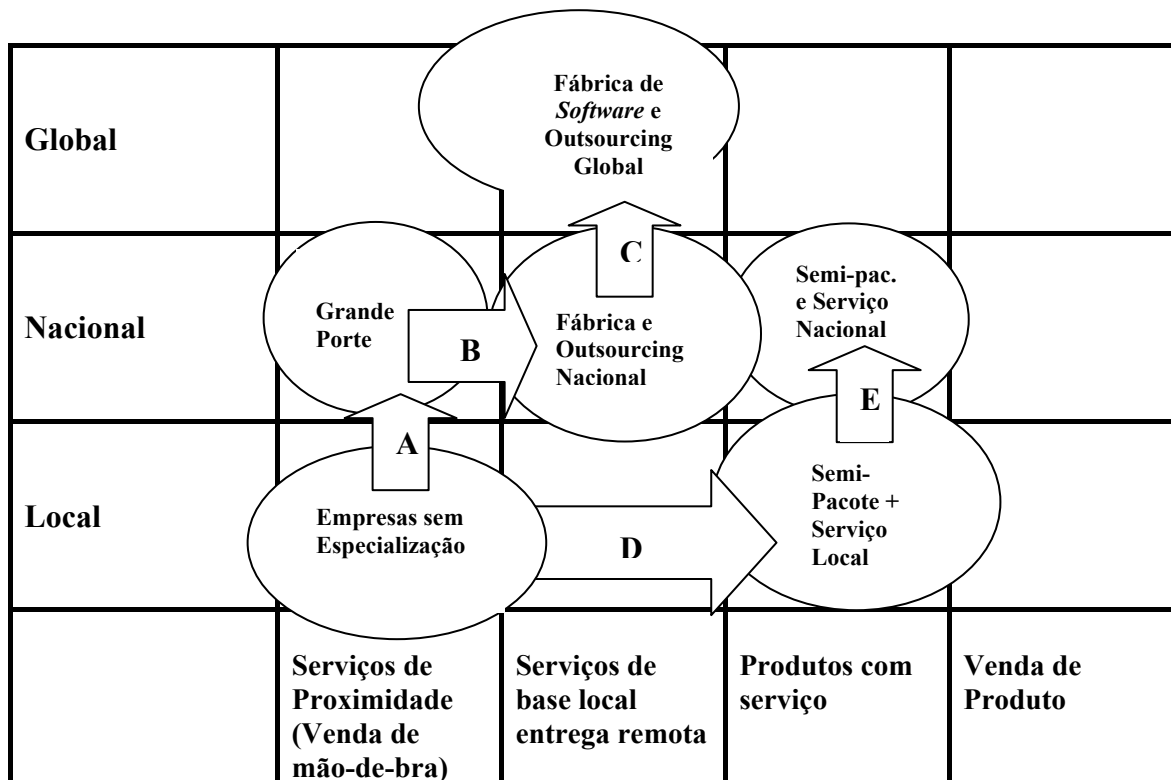 Global
Fábrica de
Software e
Outsourcing
Global
Nacional
Grande
Porte
B
C
Fábrica e
Outsourcing
Nacional
Semi-pac.
e Serviço
Nacional
Local
A
Empresas sem
Especialização
D
E
Semi-
Pacote +
Serviço
Local
Serviços de
Proximidade
(Venda de
mão-de-bra)
Serviços de
base local
entrega remota
Produtos com
serviço
Venda de
Produto